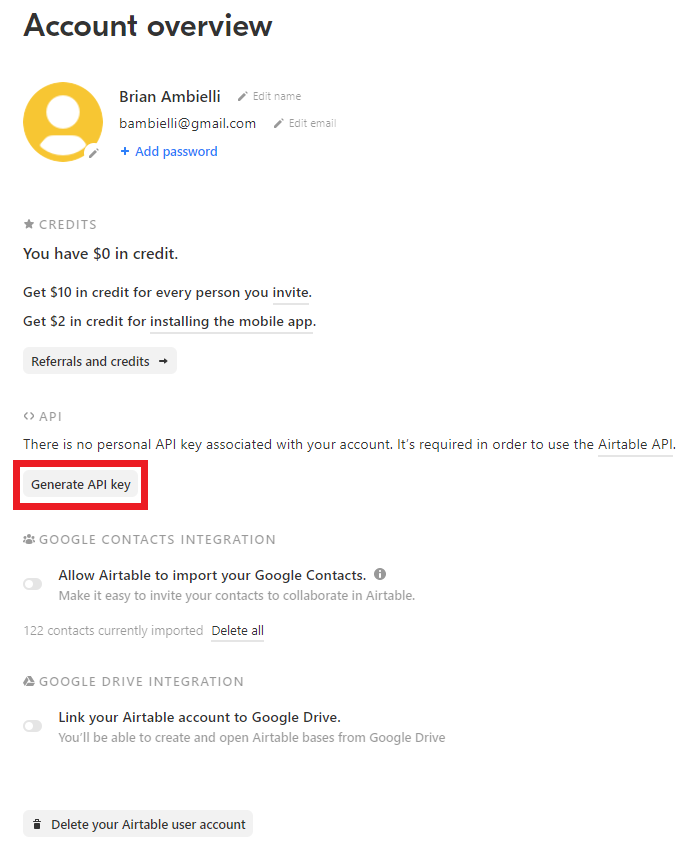 Account overview
Brian Ambielli Edit name
bambielli@gmail.com Edit email
+ Add password
CREDITS
You have $0 in credit.
Get $10 in credit for every person you invite.
Get $2 in credit for installing the mobile app.
Referrals and credits →
<> API
There is no personal API key associated with your account. It’s required in order to use the Airtable API.
Generate API key
GOOGLE CONTACTS INTEGRATION
Allow Airtable to import your Google Contacts.
Make it easy to invite your contacts to collaborate in Airtable.
122 contacts currently imported Delete all
GOOGLE DRIVE INTEGRATION
Link your Airtable account to Google Drive.
You’ll be able to create and open Airtable bases from Google Drive
Delete your Airtable user account